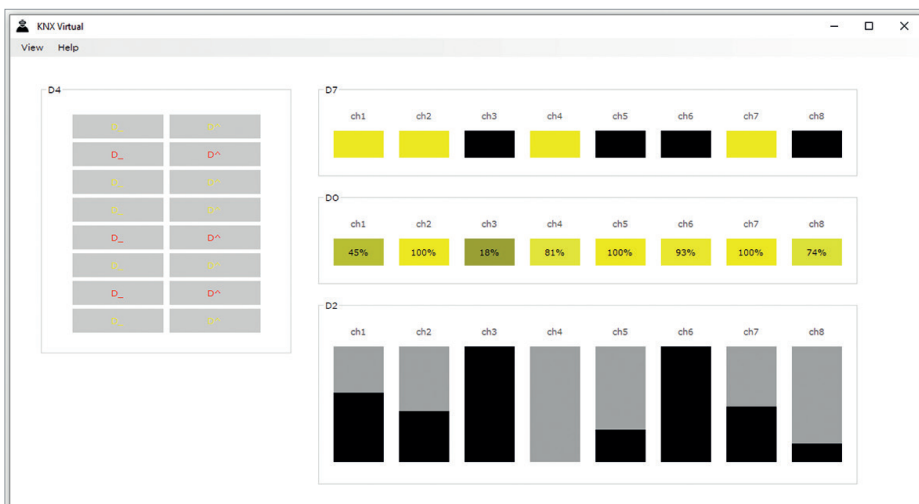 KNX Virtual
View Help
D4
D_ D^
D_ D^
D_ D^
D_ D^
D_ D^
D_ D^
D_ D^
D_ D^
D7
ch1 ch2 ch3 ch4 ch5 ch6 ch7 ch8
D0
ch1 ch2 ch3 ch4 ch5 ch6 ch7 ch8
45% 100% 18% 81% 100% 93% 100% 74%
D2
ch1 ch2 ch3 ch4 ch5 ch6 ch7 ch8